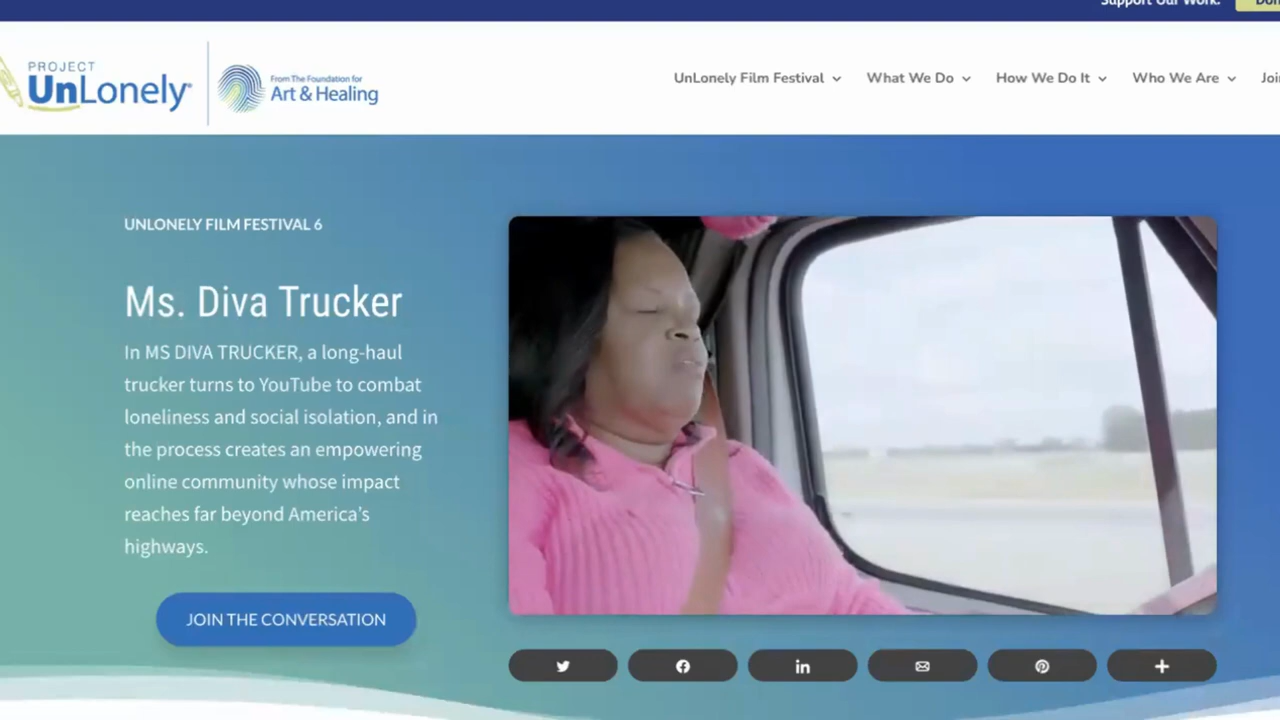 Support Our Work.
PROJECT
UnLonely®
From The Foundation for
Art & Healing
UnLonely Film Festival
What We Do
How We Do It
Who We Are
UNLONELY FILM FESTIVAL 6
Ms. Diva Trucker
In MS DIVA TRUCKER, a long-haul
trucker turns to YouTube to combat
loneliness and social isolation, and in
the process creates an empowering
online community whose impact
reaches far beyond America’s
highways.
JOIN THE CONVERSATION
in